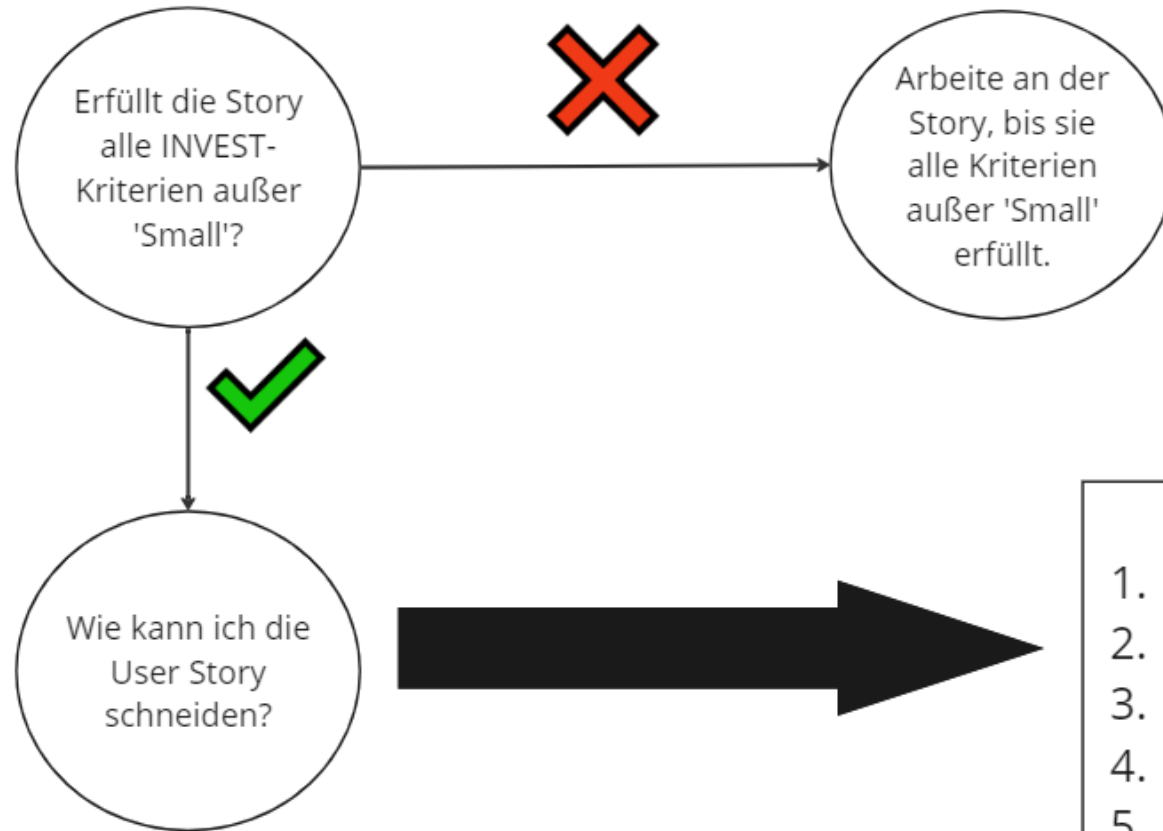 Erfüllt die Story
alle INVEST-
Kriterien außer
'Small'?
Arbeite an der
Story, bis sie
alle Kriterien
außer 'Small'
erfüllt.
Wie kann ich die
User Story
schneiden?
1.
2.
3.
4.
5